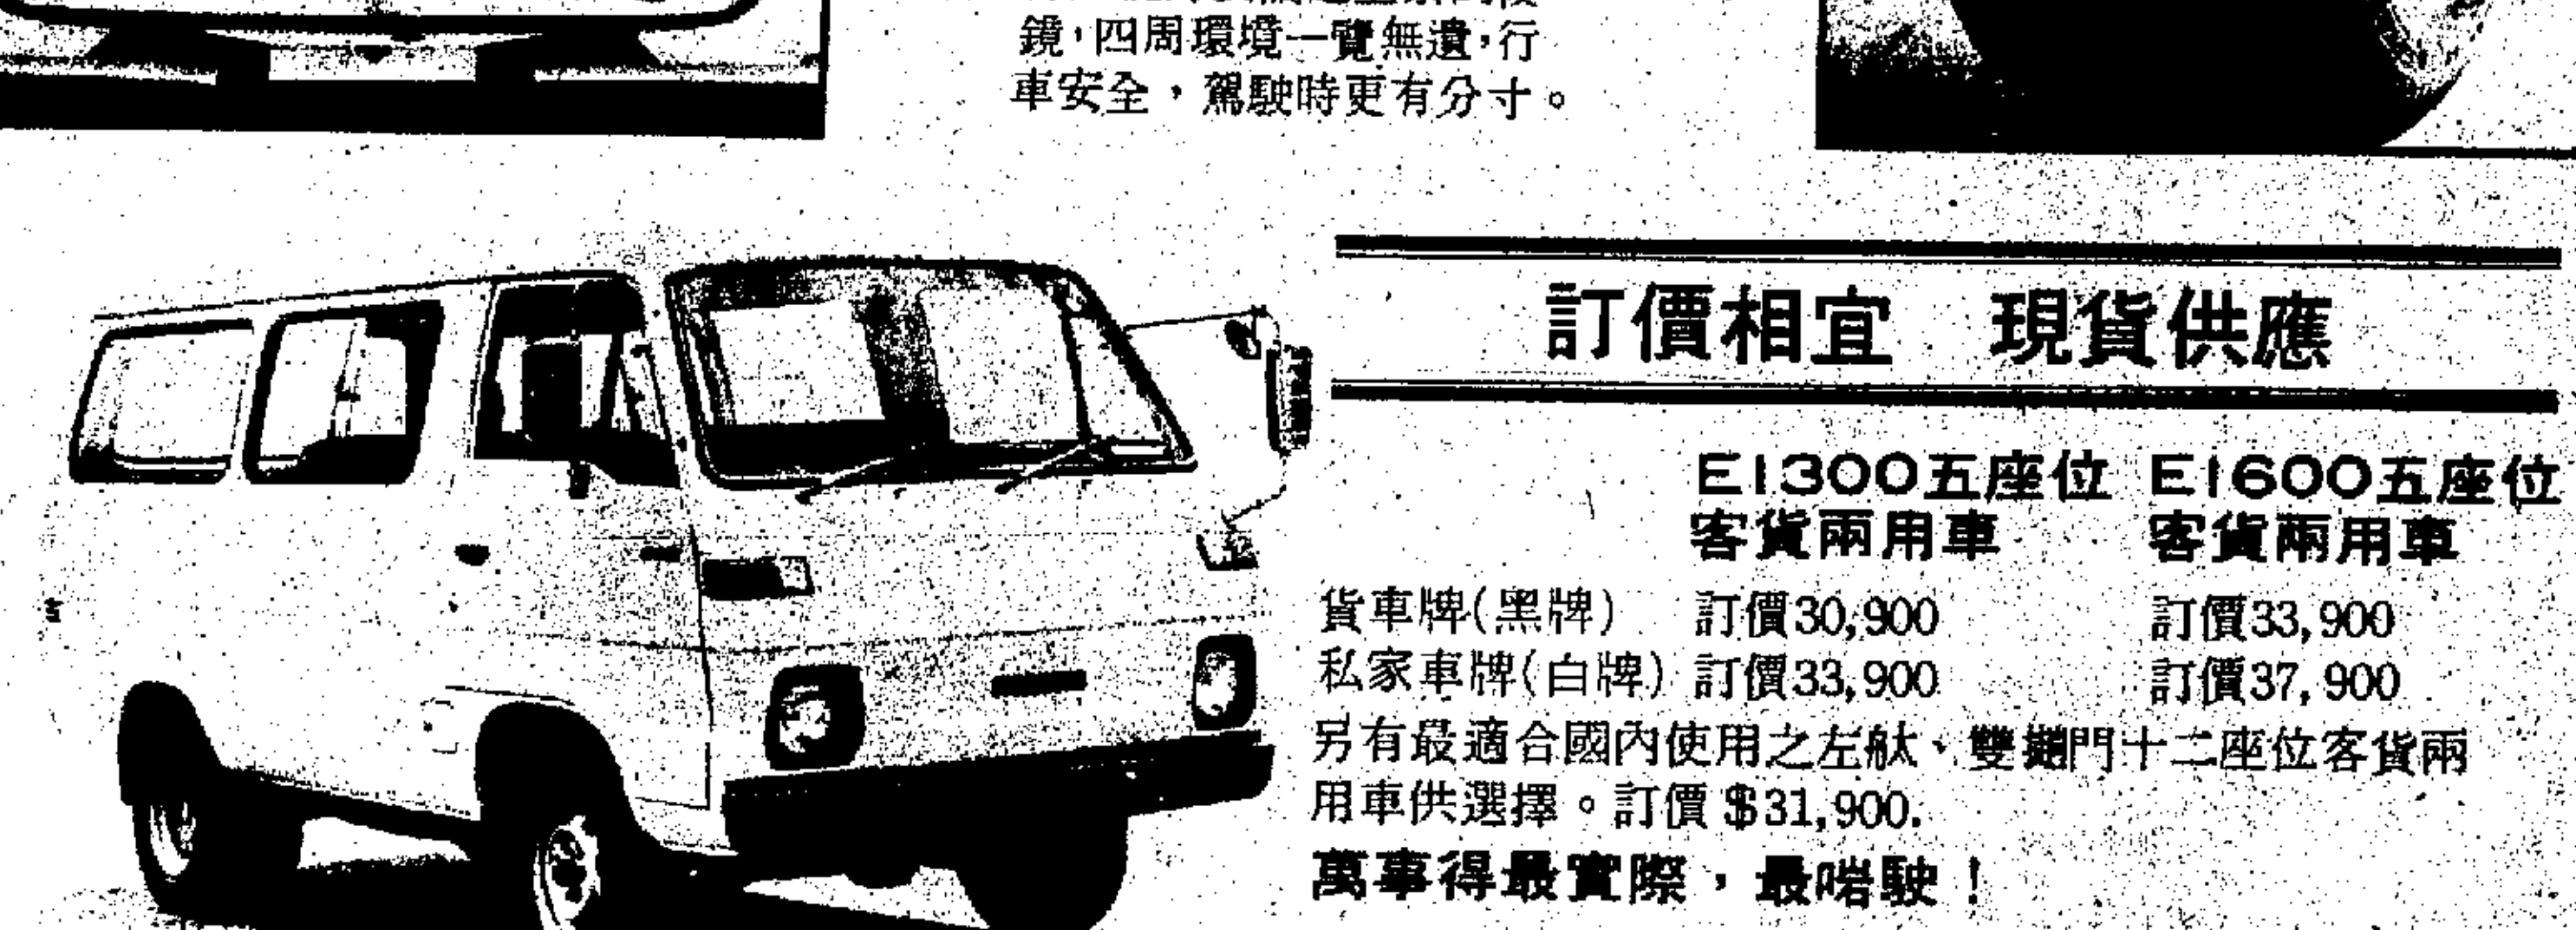 鏡，四周環境一覽無遺，行
車安全，駕駛時更有分寸。
訂價相宜　現貨供應
E1300五座位　E1600五座位
客貨兩用車　客貨兩用車
貨車牌(黑牌)　訂價30,900　訂價33,900
私家車牌(白牌)　訂價33,900　訂價37,900
另有最適合國內使用之左舦、雙趟門十二座位客貨兩
用車供選擇。訂價$31,900.
萬事得最實際，最啱駛！